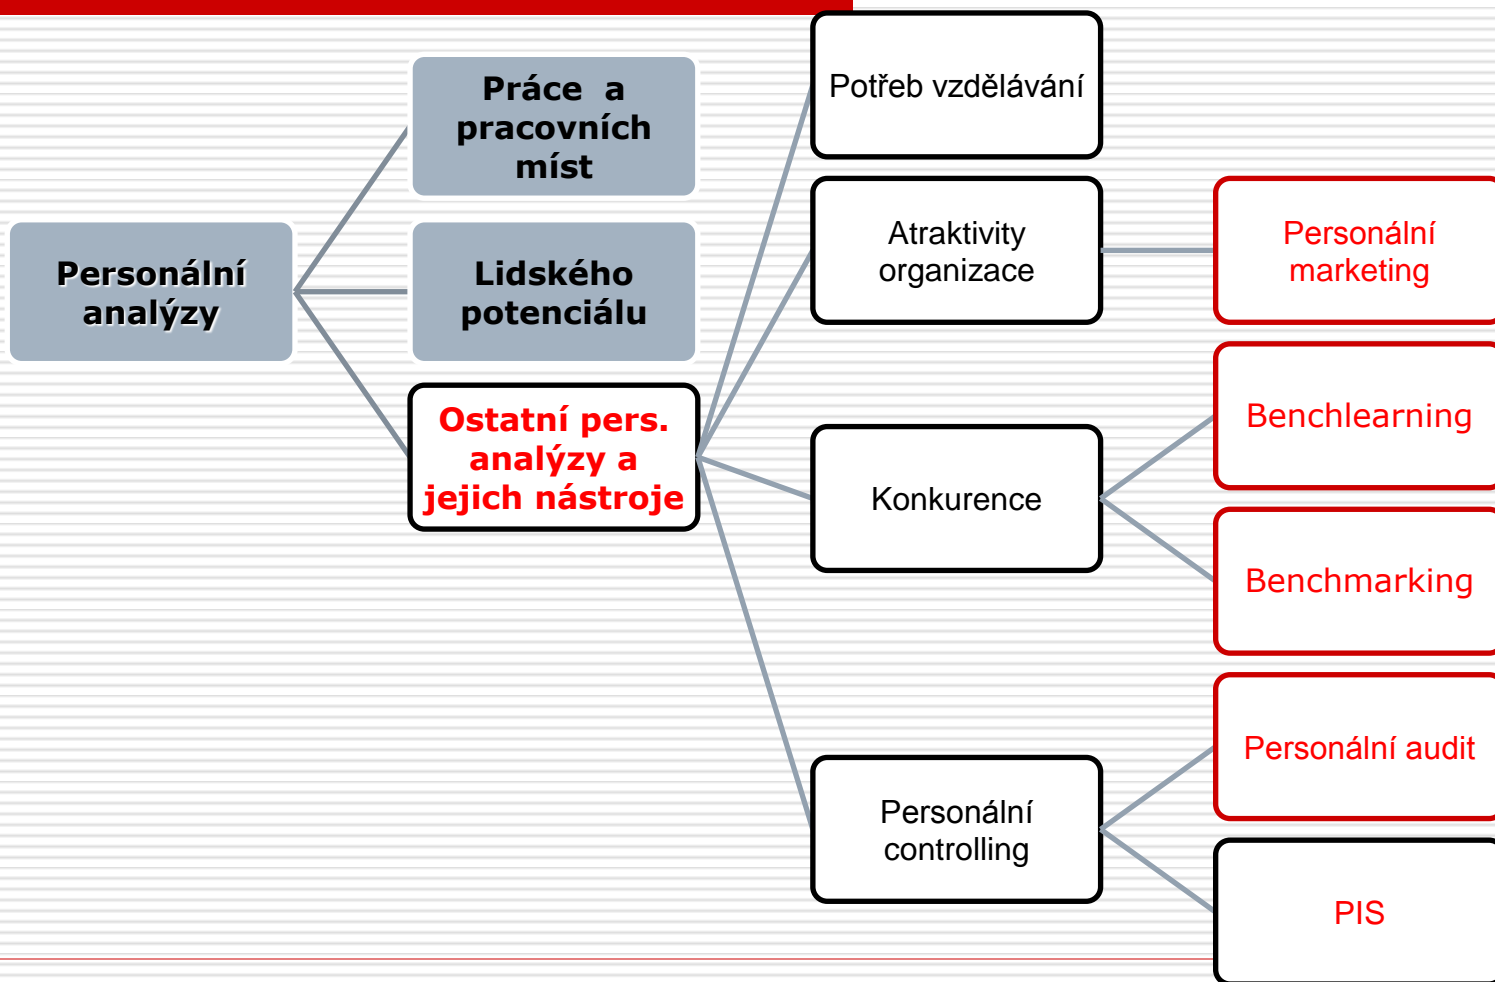 Personální
analýzy
Práce a
pracovních
míst
Lidského
potenciálu
Ostatní pers.
analýzy a
jejich nástroje
Potřeb vzdělávání
Atraktivity
organizace
Personální
marketing
Konkurence
Benchlearning
Benchmarking
Personální
controlling
Personální audit
PIS